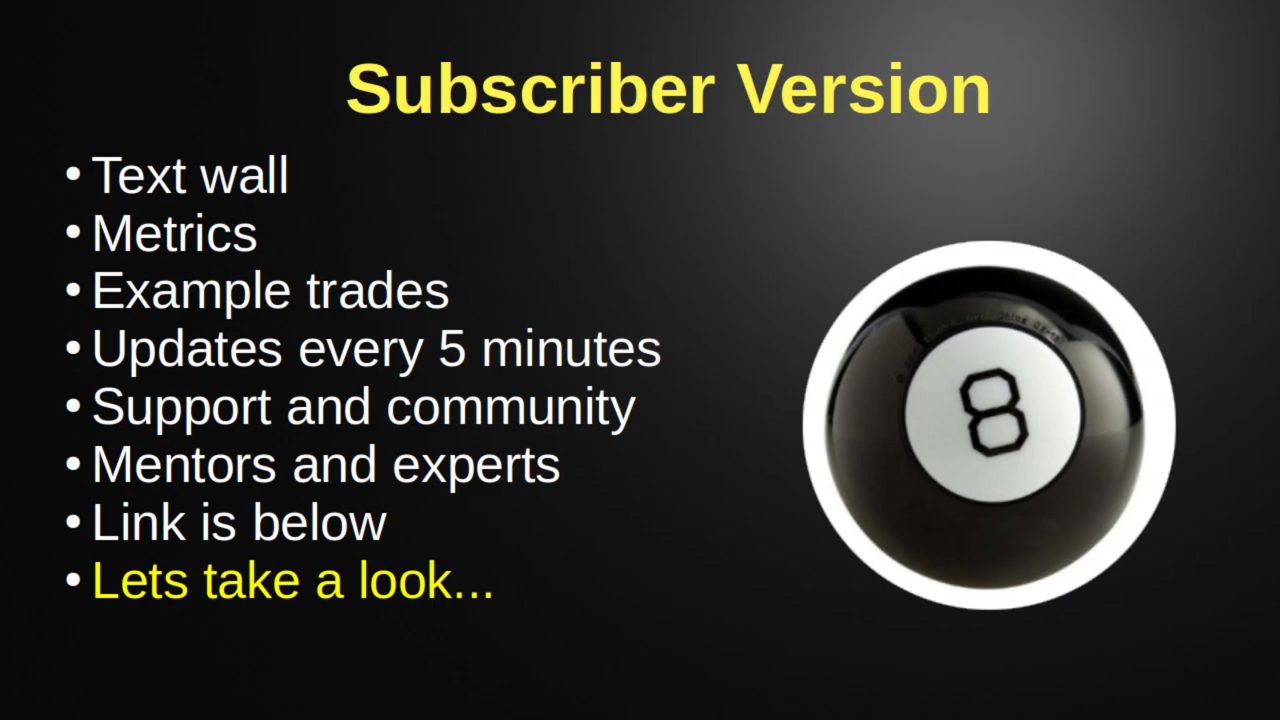 Subscriber Version
• Text wall
• Metrics
• Example trades
• Updates every 5 minutes
• Support and community
• Mentors and experts
• Link is below
• Lets take a look...
8